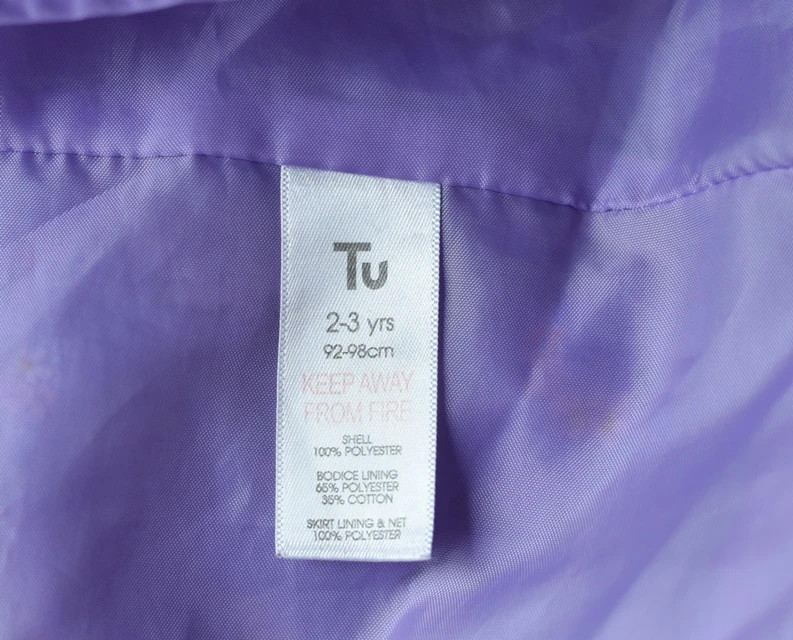 Tu
2-3 yrs
92-98cm
KEEP AWAY
FROM FIRE
SHELL
100% POLYESTER
BODICE LINING
65% POLYESTER
35% COTTON
SKIRT LINING & NET
100% POLYESTER